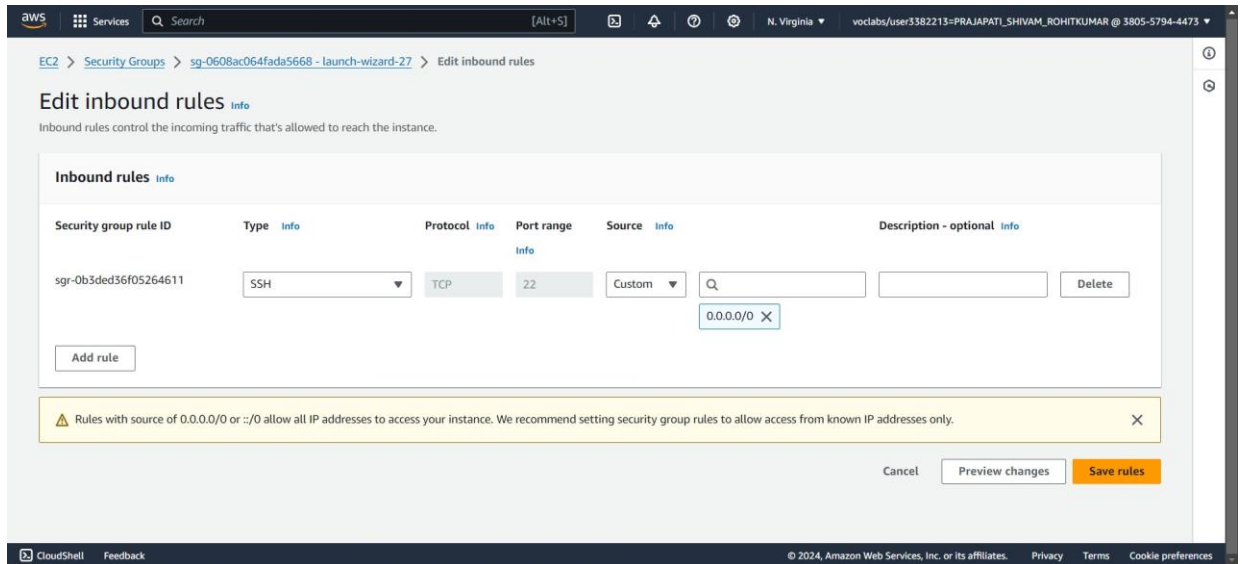 aws Services Search [Alt+S] N. Virginia voclabs/user3382213=PRAJAPATI_SHIVAM_ROHITKUMAR @ 3805-5794-4473
EC2 > Security Groups > sg-0608ac064fada5668 - launch-wizard-27 > Edit inbound rules
Edit inbound rules Info
Inbound rules control the incoming traffic that's allowed to reach the instance.
Inbound rules Info
Security group rule ID Type Info Protocol Info Port range Info Source Info Description - optional Info
sgr-0b3ded36f05264611 SSH TCP 22 Custom Delete
0.0.0.0/0
Add rule
Rules with source of 0.0.0.0/0 or ::/0 allow all IP addresses to access your instance. We recommend setting security group rules to allow access from known IP addresses only.
Cancel Preview changes Save rules
CloudShell Feedback © 2024, Amazon Web Services, Inc. or its affiliates. Privacy Terms Cookie preferences